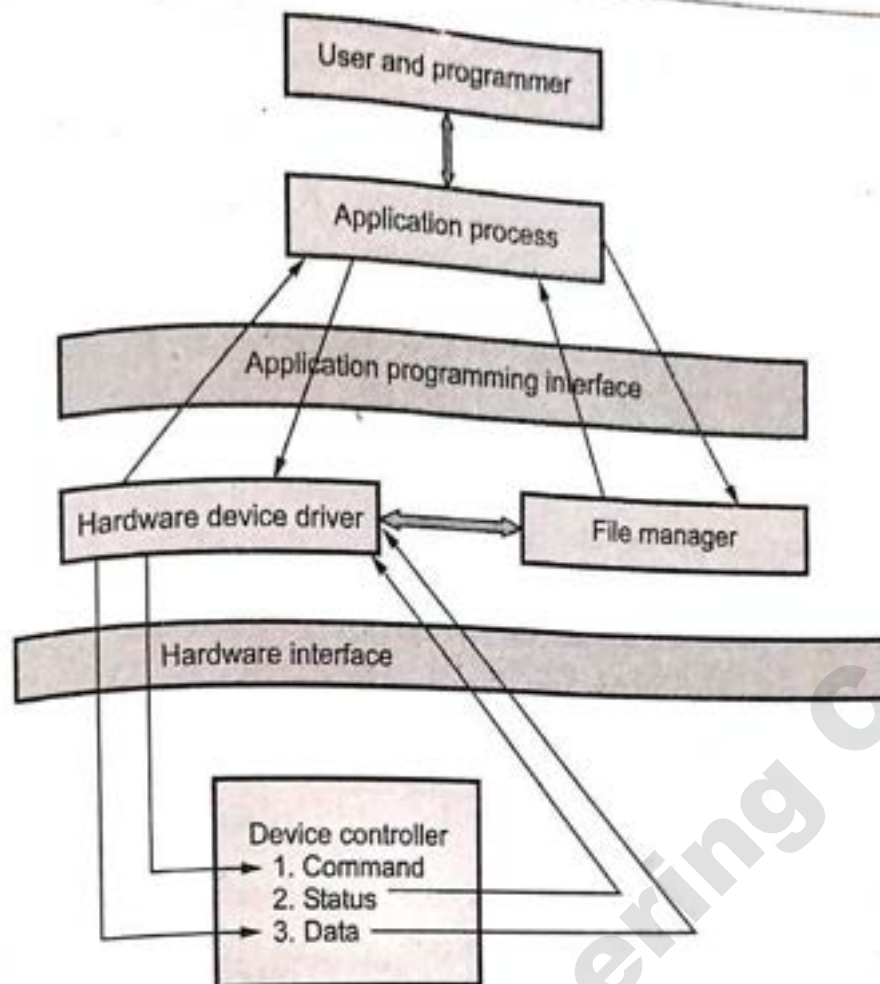 User and programmer
Application process
Application programming interface
Hardware device driver
File manager
Hardware interface
Device controller
1. Command
2. Status
3. Data
ering